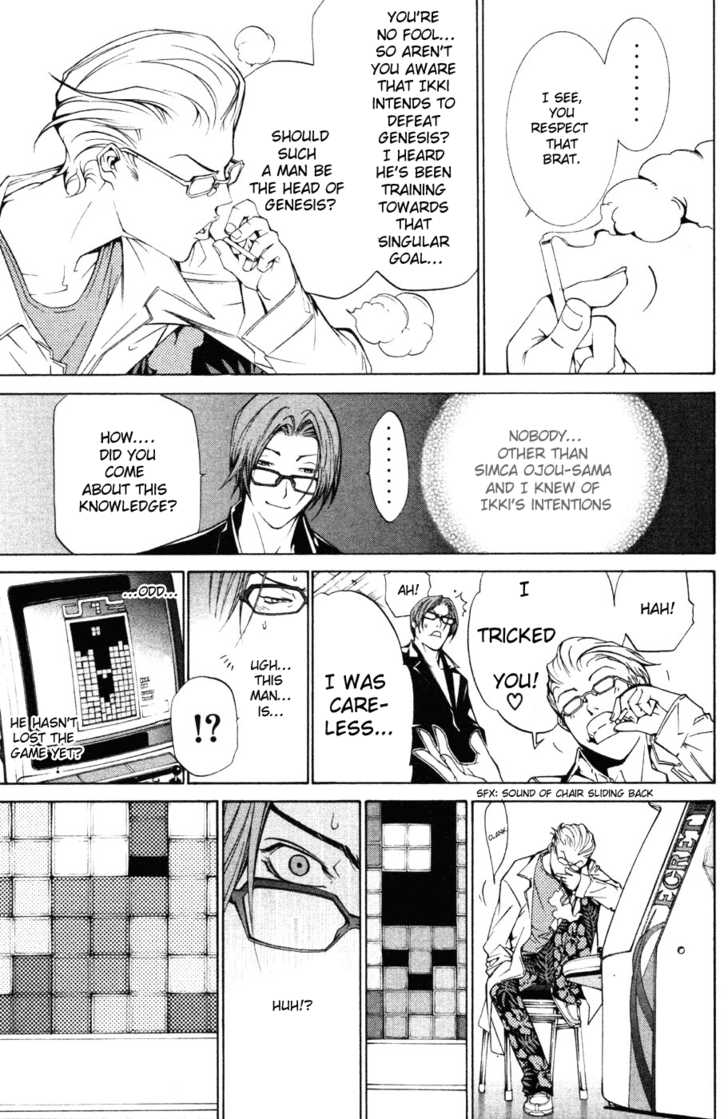 . . . . . .
I SEE,
YOU
RESPECT
THAT
BRAT.
YOU'RE
NO FOOL...
SO AREN'T
YOU AWARE
THAT IKKI
INTENDS TO
DEFEAT
GENESIS?
I HEARD
HE'S BEEN
TRAINING
TOWARDS
THAT
SINGULAR
GOAL...
SHOULD
SUCH
A MAN BE
THE HEAD OF
GENESIS?
NOBODY...
OTHER THAN
SIMCA OJOU-SAMA
AND I KNEW OF
IKKI'S INTENTIONS
. . . . . .
HOW....
DID YOU
COME
ABOUT THIS
KNOWLEDGE?
HAH!
I
TRICKED
YOU!
♡
AH!
I WAS
CARE-
LESS...
UGH...
THIS
MAN...
IS...
!?
...ODD...
HE HASN'T
LOST THE
GAME YET?
SFX: SOUND OF CHAIR SLIDING BACK
CLANK
ECRET
HUH!?